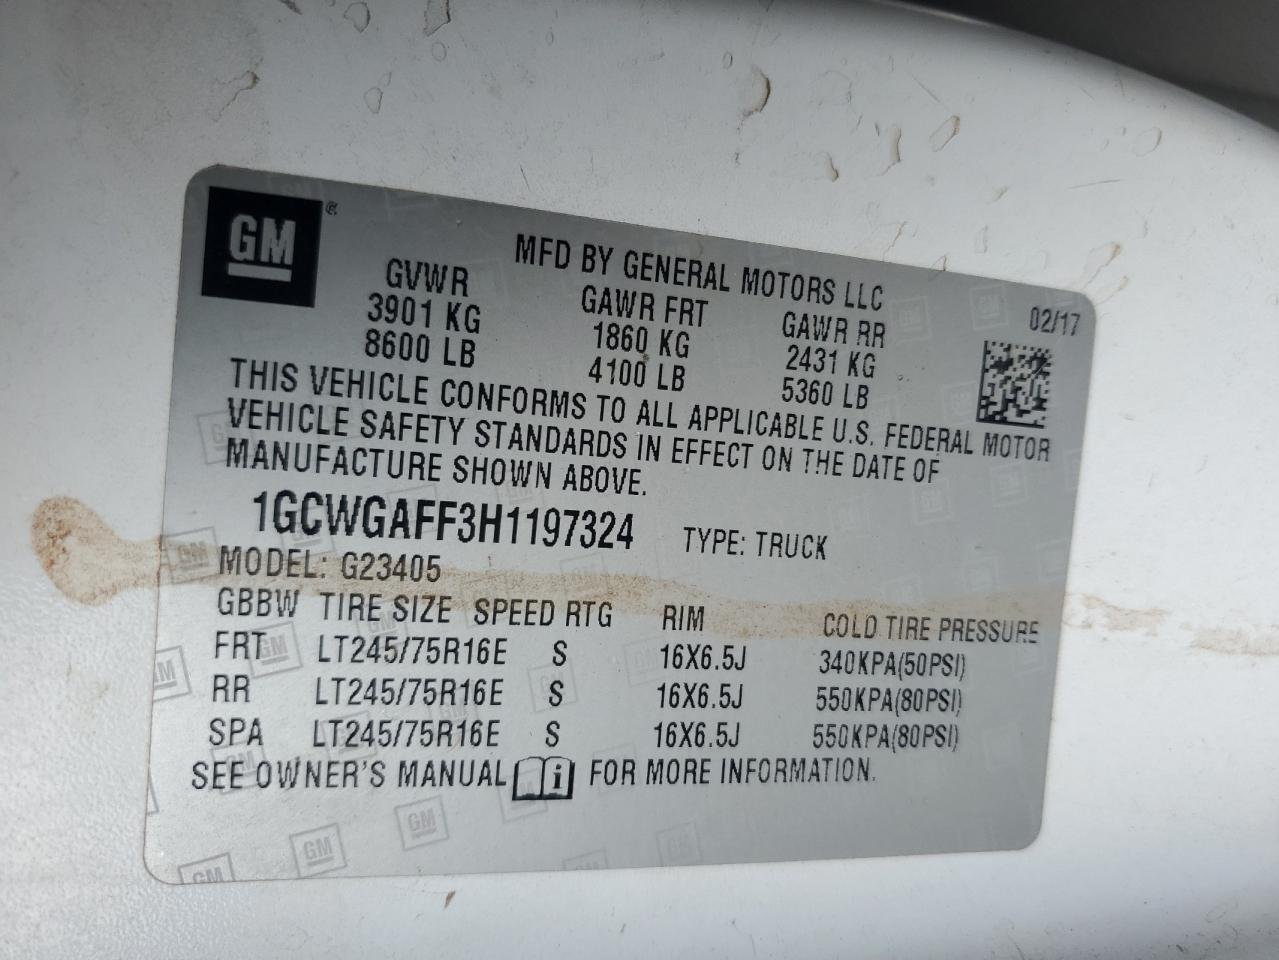 GM
MFD BY GENERAL MOTORS LLC
02/17
GVWR GAWR FRT GAWR RR
3901 KG 1860 KG 2431 KG
8600 LB 4100 LB 5360 LB
THIS VEHICLE CONFORMS TO ALL APPLICABLE U.S. FEDERAL MOTOR
VEHICLE SAFETY STANDARDS IN EFFECT ON THE DATE OF
MANUFACTURE SHOWN ABOVE.
1GCWGAFF3H1197324 TYPE: TRUCK
MODEL: G23405
GBBW TIRE SIZE SPEED RTG RIM COLD TIRE PRESSURE
FRT LT245/75R16E S 16X6.5J 340KPA(50PSI)
RR LT245/75R16E S 16X6.5J 550KPA(80PSI)
SPA LT245/75R16E S 16X6.5J 550KPA(80PSI)
SEE OWNER'S MANUAL i FOR MORE INFORMATION.